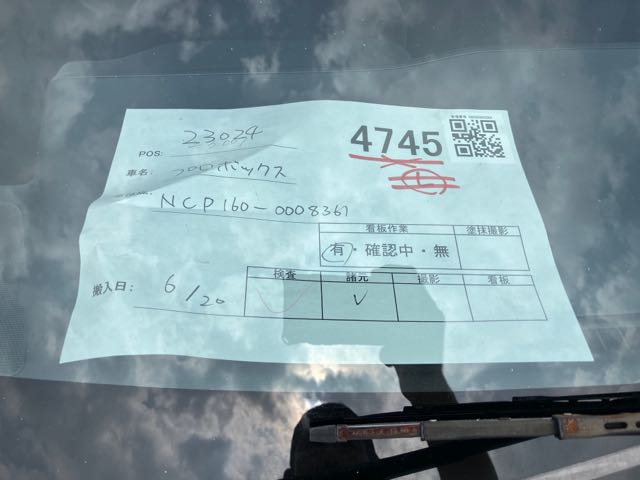 4745
POS: 23024
車名: プロボックス
NCP160-0008361
看板作業 塗抹撮影
有・確認中・無
搬入日: 6/20
検査 諸元 撮影 看板